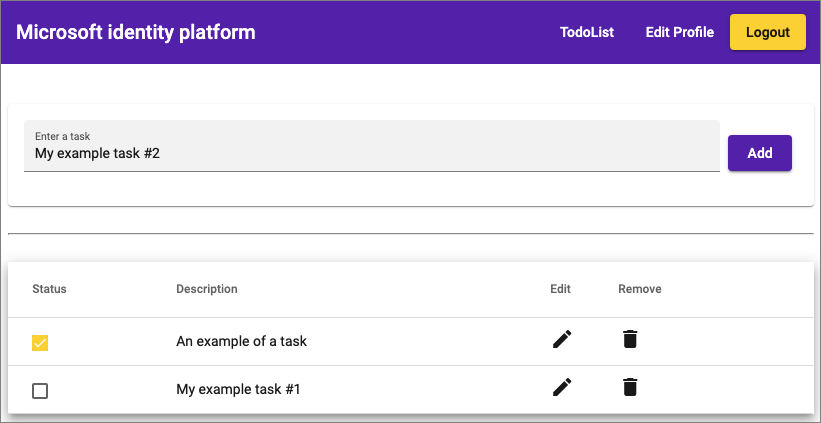 Microsoft identity platform TodoList Edit Profile Logout
Enter a task
My example task #2
Add
Status Description Edit Remove
An example of a task
My example task #1